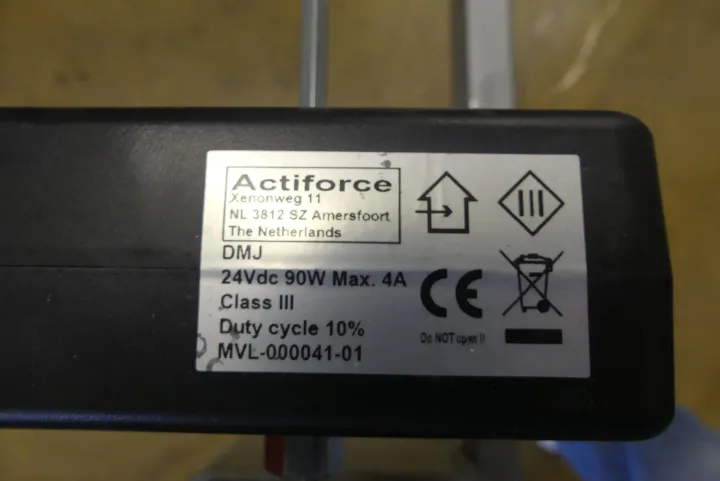 Actiforce
Xenonweg 11
NL 3812 SZ Amersfoort
The Netherlands
DMJ
24Vdc 90W Max. 4A
Class III
Duty cycle 10%
MVL-000041-01
III
CE
Do NOT open !!